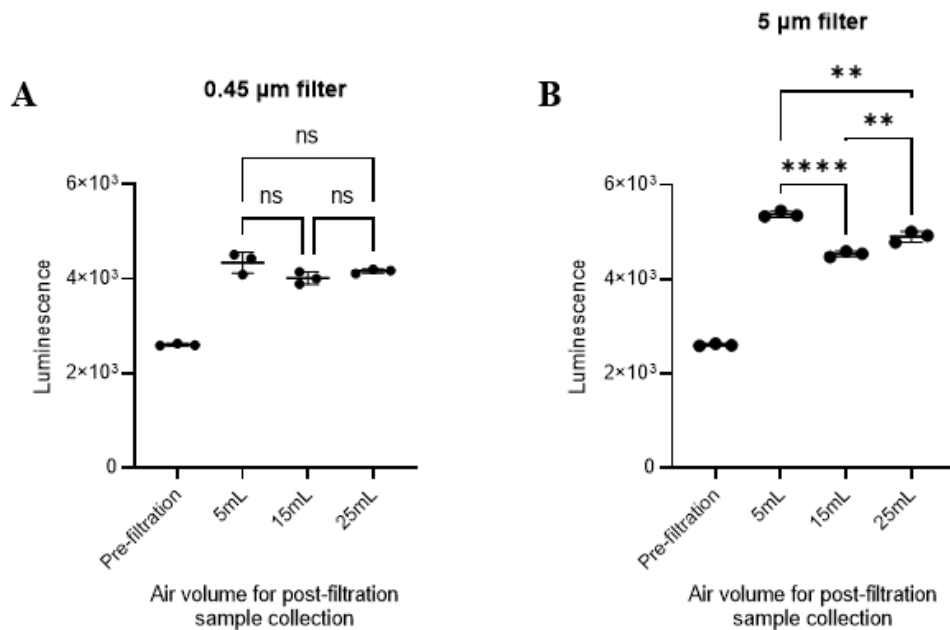 A
0.45 µm filter
ns
ns
ns
6×10³
4×10³
2×10³
0
Luminescence
Pre-filtration
5mL
15mL
25mL
Air volume for post-filtration
sample collection
B
5 µm filter
**
**
****
6×10³
4×10³
2×10³
0
Luminescence
Pre-filtration
5mL
15mL
25mL
Air volume for post-filtration
sample collection